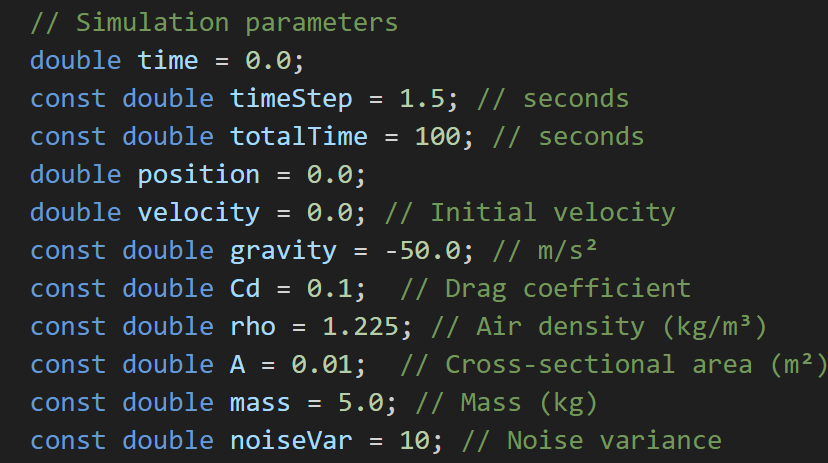 // Simulation parameters
double time = 0.0;
const double timeStep = 1.5; // seconds
const double totalTime = 100; // seconds
double position = 0.0;
double velocity = 0.0; // Initial velocity
const double gravity = -50.0; // m/s²
const double Cd = 0.1;  // Drag coefficient
const double rho = 1.225; // Air density (kg/m³)
const double A = 0.01;  // Cross-sectional area (m²)
const double mass = 5.0; // Mass (kg)
const double noiseVar = 10; // Noise variance